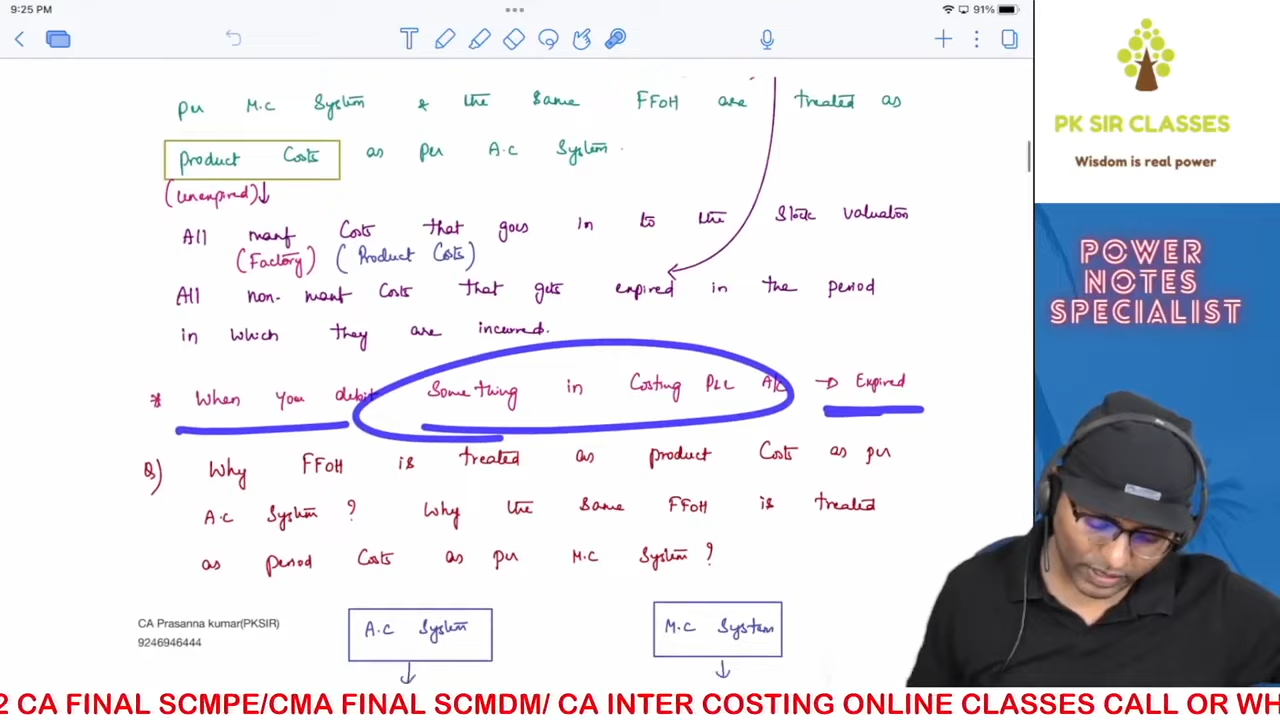 9:25 PM
91%
per M.C System & the same FFOH are treated as
Product Costs as per A.C System.
(unexpired)
All manf Costs that goes in to the Stock valuation
(Factory) (Product Costs)
All non-manf Costs that gets expired in the period
in which they are incurred.
* When you debit Something in Costing P&L A/c → Expired
Q) Why FFOH is treated as product Costs as per
A.C System? Why the same FFOH is treated
as period Costs as per M.C System?
CA Prasanna kumar(PKSIR)
9246946444
A.C System
M.C System
PK SIR CLASSES
Wisdom is real power
POWER
NOTES
SPECIALIST
2 CA FINAL SCMPE/CMA FINAL SCMDM/ CA INTER COSTING ONLINE CLASSES CALL OR WH